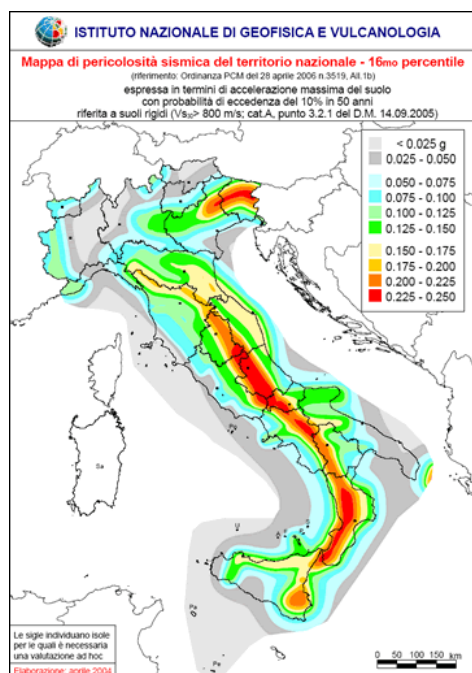 ISTITUTO NAZIONALE DI GEOFISICA E VULCANOLOGIA
Mappa di pericolosità sismica del territorio nazionale - 16mo percentile
(riferimento: Ordinanza PCM del 28 aprile 2006 n.3519, All.1b)
espressa in termini di accelerazione massima del suolo
con probabilità di eccedenza del 10% in 50 anni
riferita a suoli rigidi (Vs30> 800 m/s; cat.A, punto 3.2.1 del D.M. 14.09.2005)
< 0.025 g
0.025 - 0.050
0.050 - 0.075
0.075 - 0.100
0.100 - 0.125
0.125 - 0.150
0.150 - 0.175
0.175 - 0.200
0.200 - 0.225
0.225 - 0.250
Sa
U
Pa
Pe
Le sigle individuano isole
per le quali è necessaria
una valutazione ad hoc
Elaborazione: aprile 2004
0 50 100 150 km